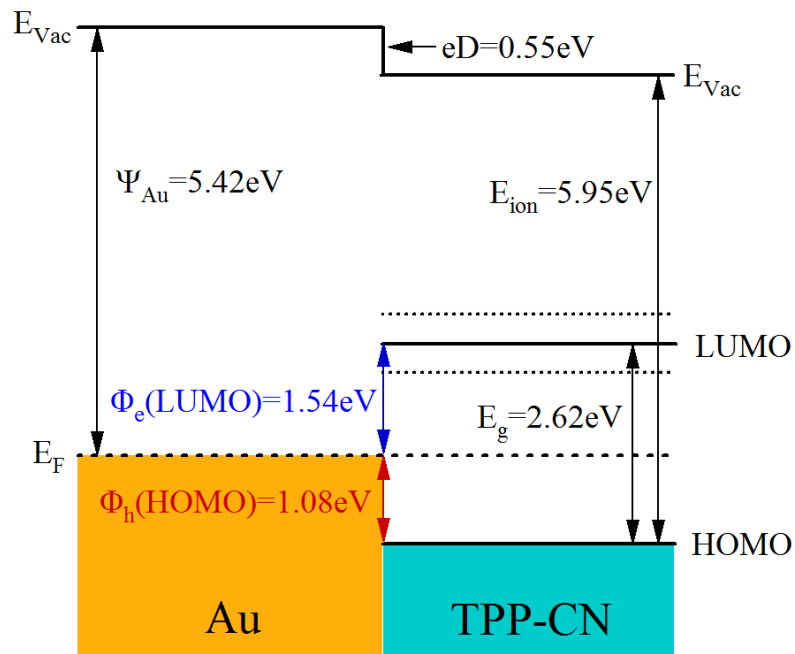 E_Vac
eD=0.55eV
E_Vac
Ψ_Au=5.42eV
E_ion=5.95eV
LUMO
Φ_e(LUMO)=1.54eV
E_g=2.62eV
E_F
Φ_h(HOMO)=1.08eV
HOMO
Au
TPP-CN